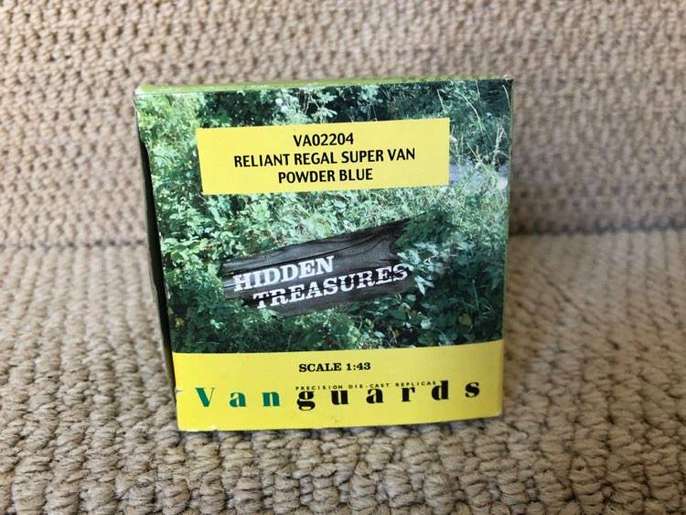 VA02204
RELIANT REGAL SUPER VAN
POWDER BLUE
HIDDEN
TREASURES
SCALE 1:43
PRECISION DIE-CAST REPLICAS
Vanguards